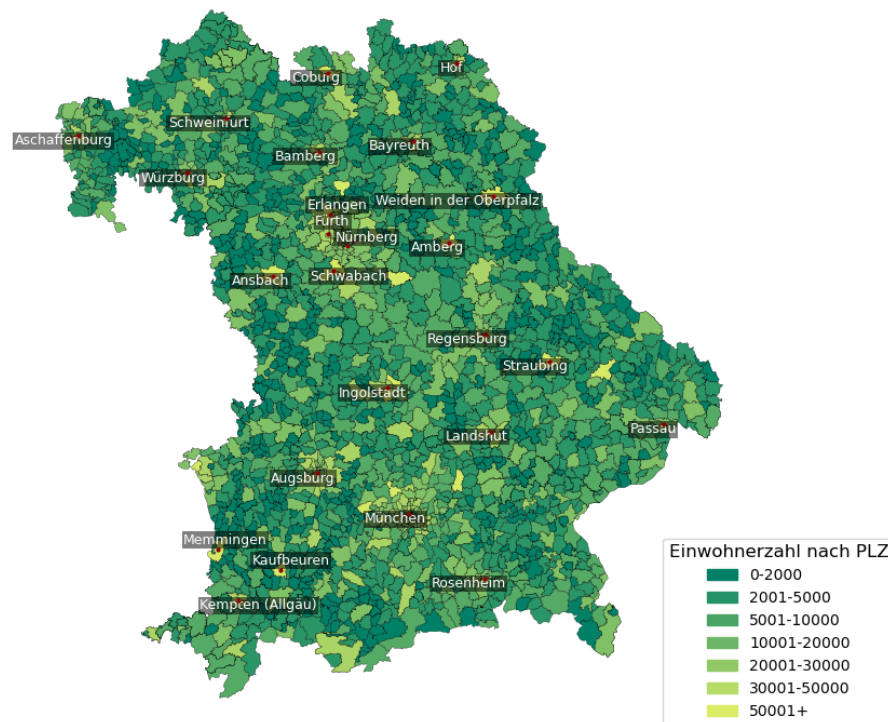 Coburg
Hof
Schweinfurt
Aschaffenburg
Bayreuth
Bamberg
Würzburg
Weiden in der Oberpfalz
Erlangen
Fürth
Nürnberg
Amberg
Ansbach
Schwabach
Regensburg
Straubing
Ingolstadt
Passau
Landshut
Augsburg
München
Memmingen
Kaufbeuren
Rosenheim
Kempten (Allgäu)
Einwohnerzahl nach PLZ
0-2000
2001-5000
5001-10000
10001-20000
20001-30000
30001-50000
50001+